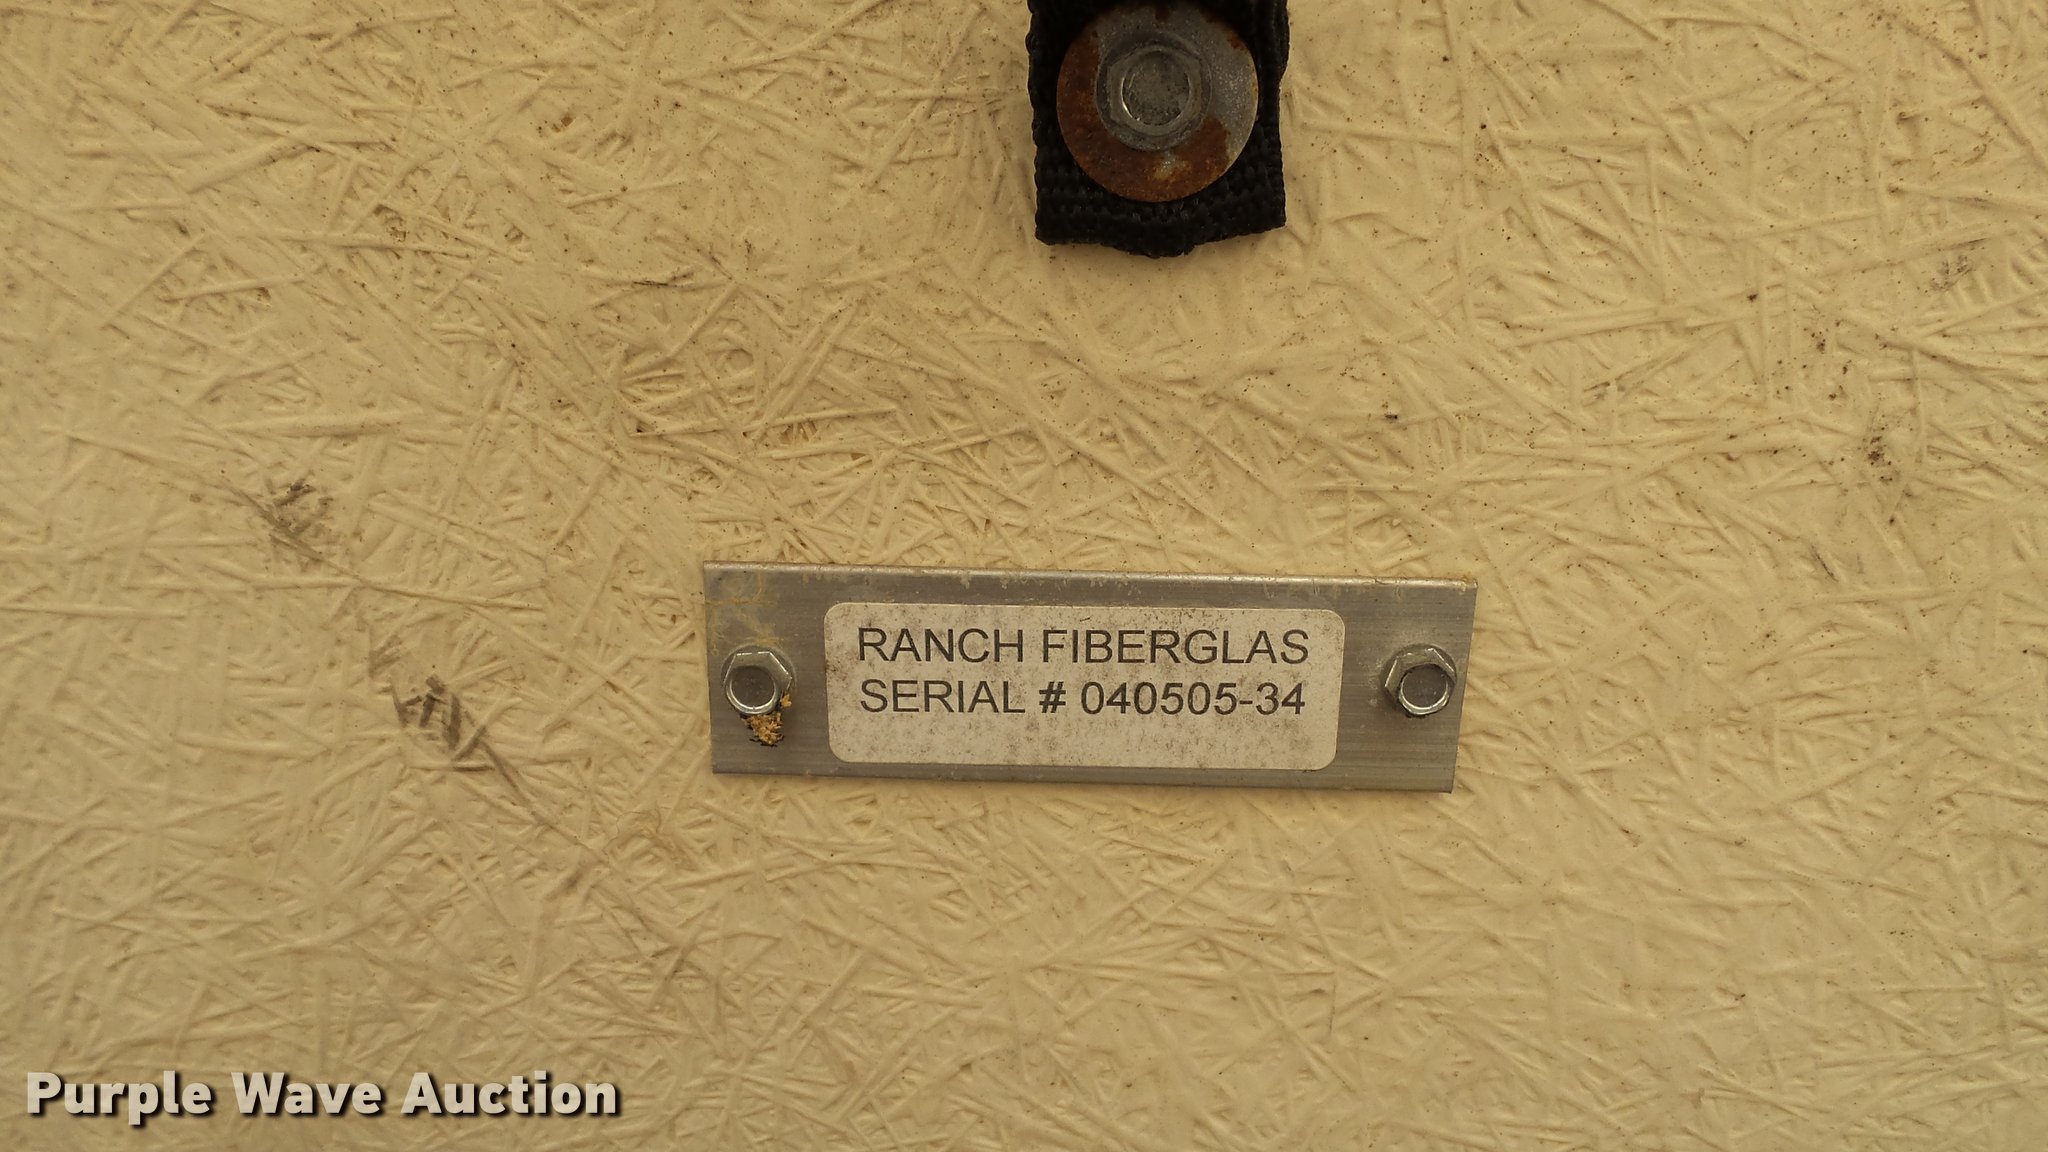 RANCH FIBERGLAS
SERIAL # 040505-34
Purple Wave Auction